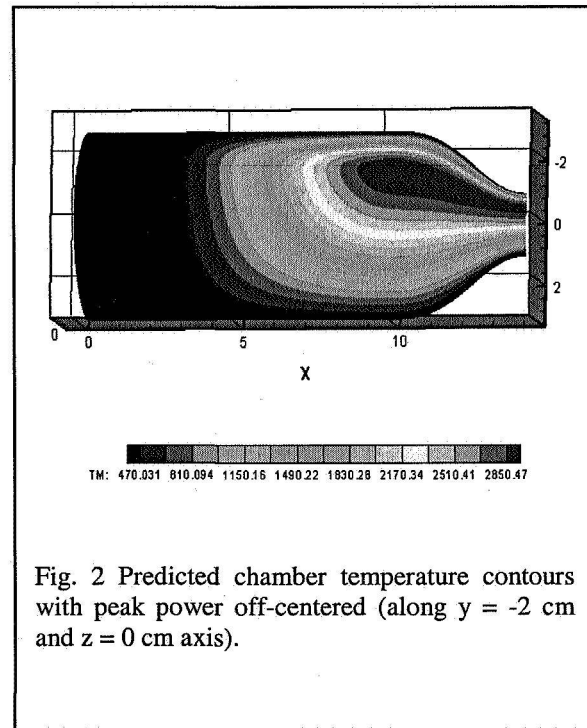 -2
0
2
0 0 5 10
X
TM: 470.031 810.094 1150.16 1490.22 1830.28 2170.34 2510.41 2850.47
Fig. 2 Predicted chamber temperature contours
with peak power off-centered (along y = -2 cm
and z = 0 cm axis).